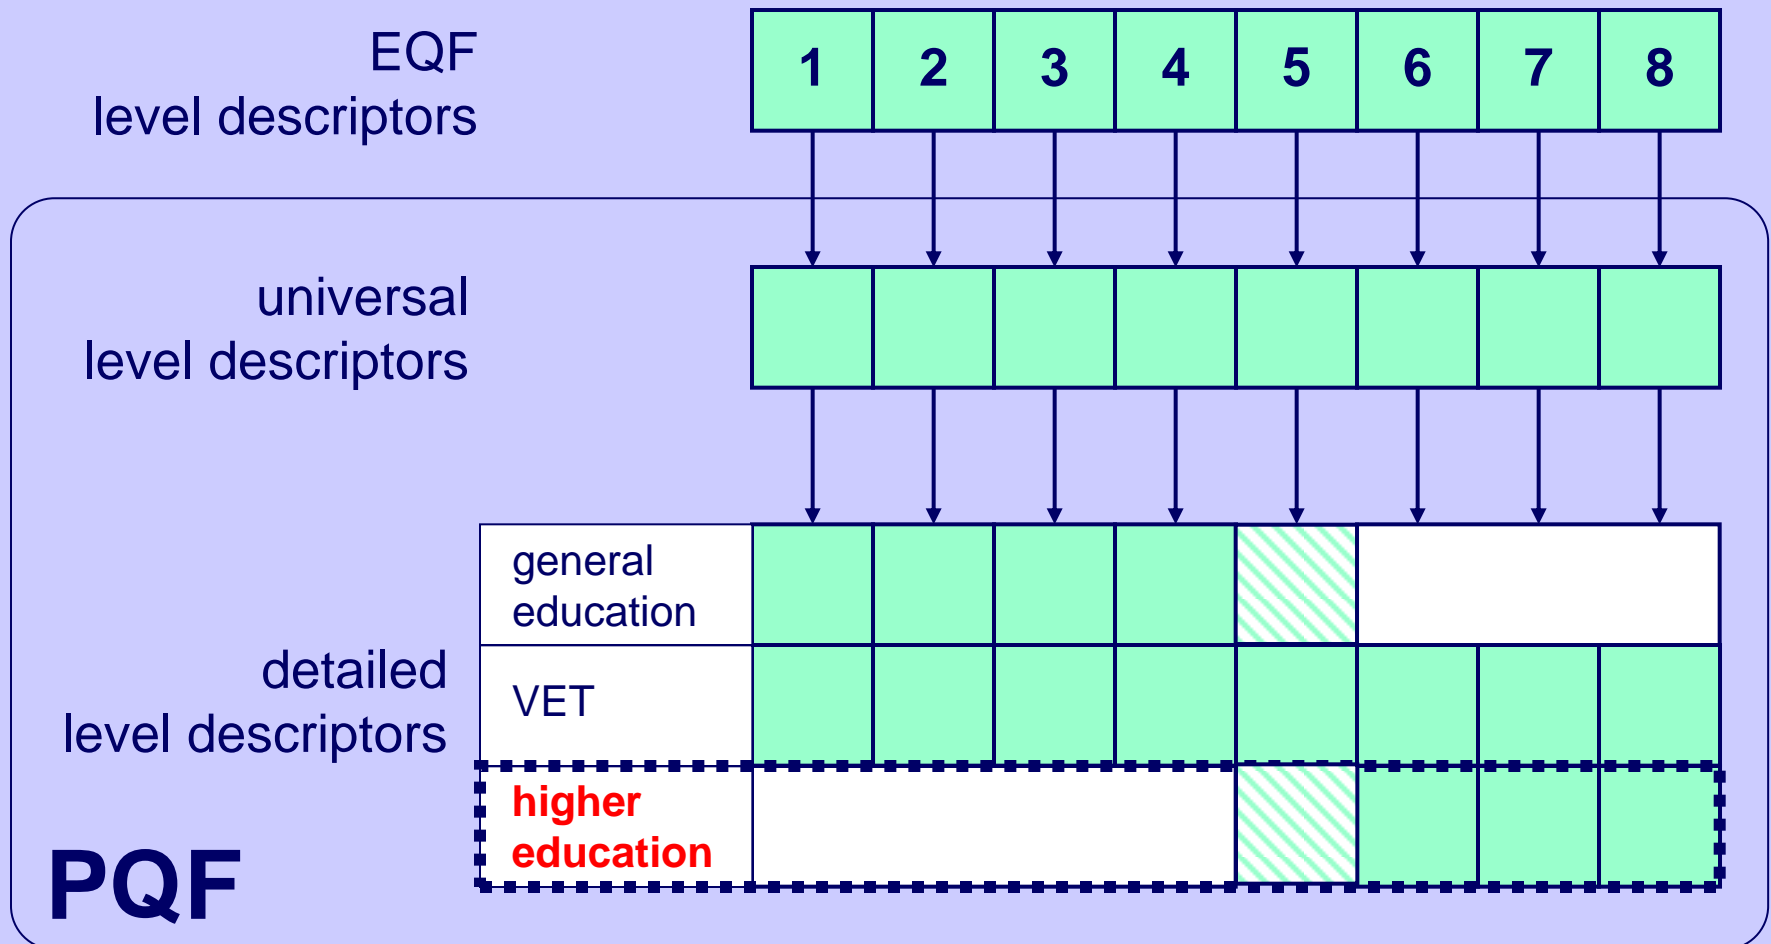 EQF
level descriptors
1 2 3 4 5 6 7 8
universal
level descriptors
detailed
level descriptors
general
education
VET
higher
education
PQF